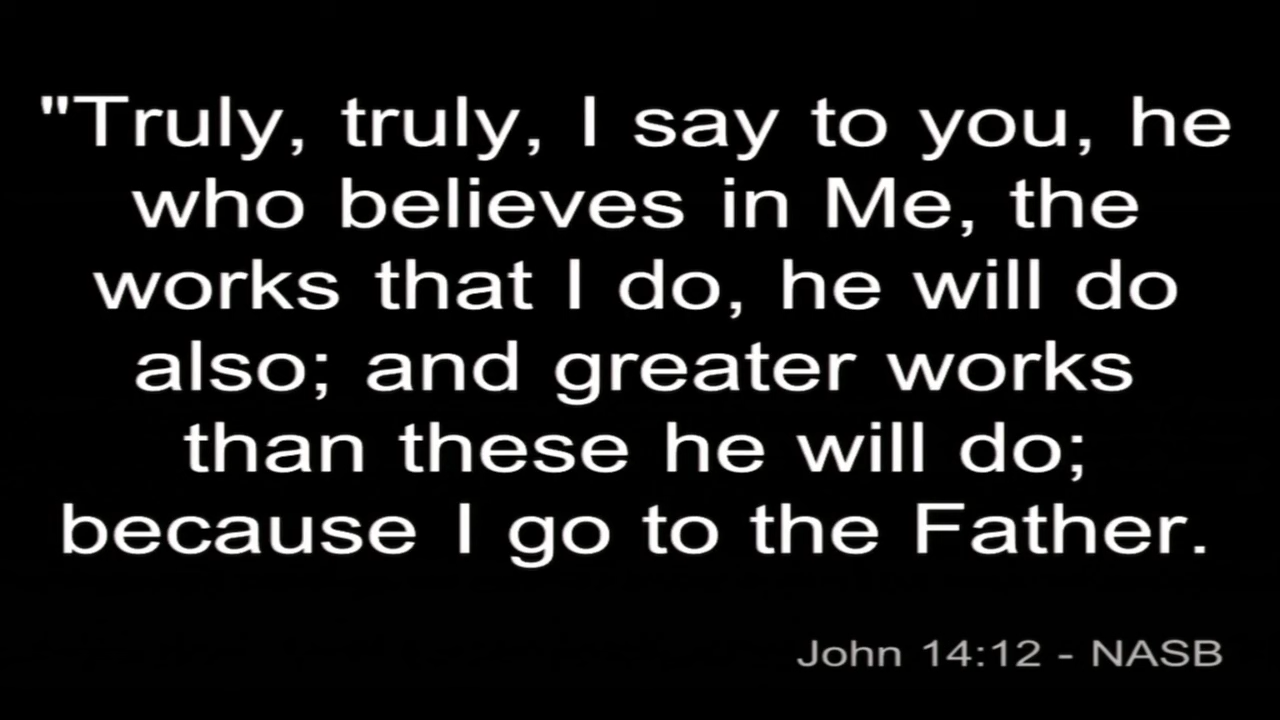 "Truly, truly, I say to you, he
who believes in Me, the
works that I do, he will do
also; and greater works
than these he will do;
because I go to the Father.
John 14:12 - NASB